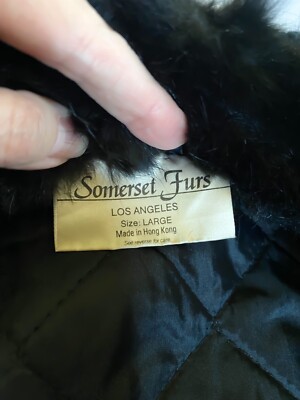 Somerset Furs
LOS ANGELES
Size: LARGE
Made in Hong Kong
See reverse for care